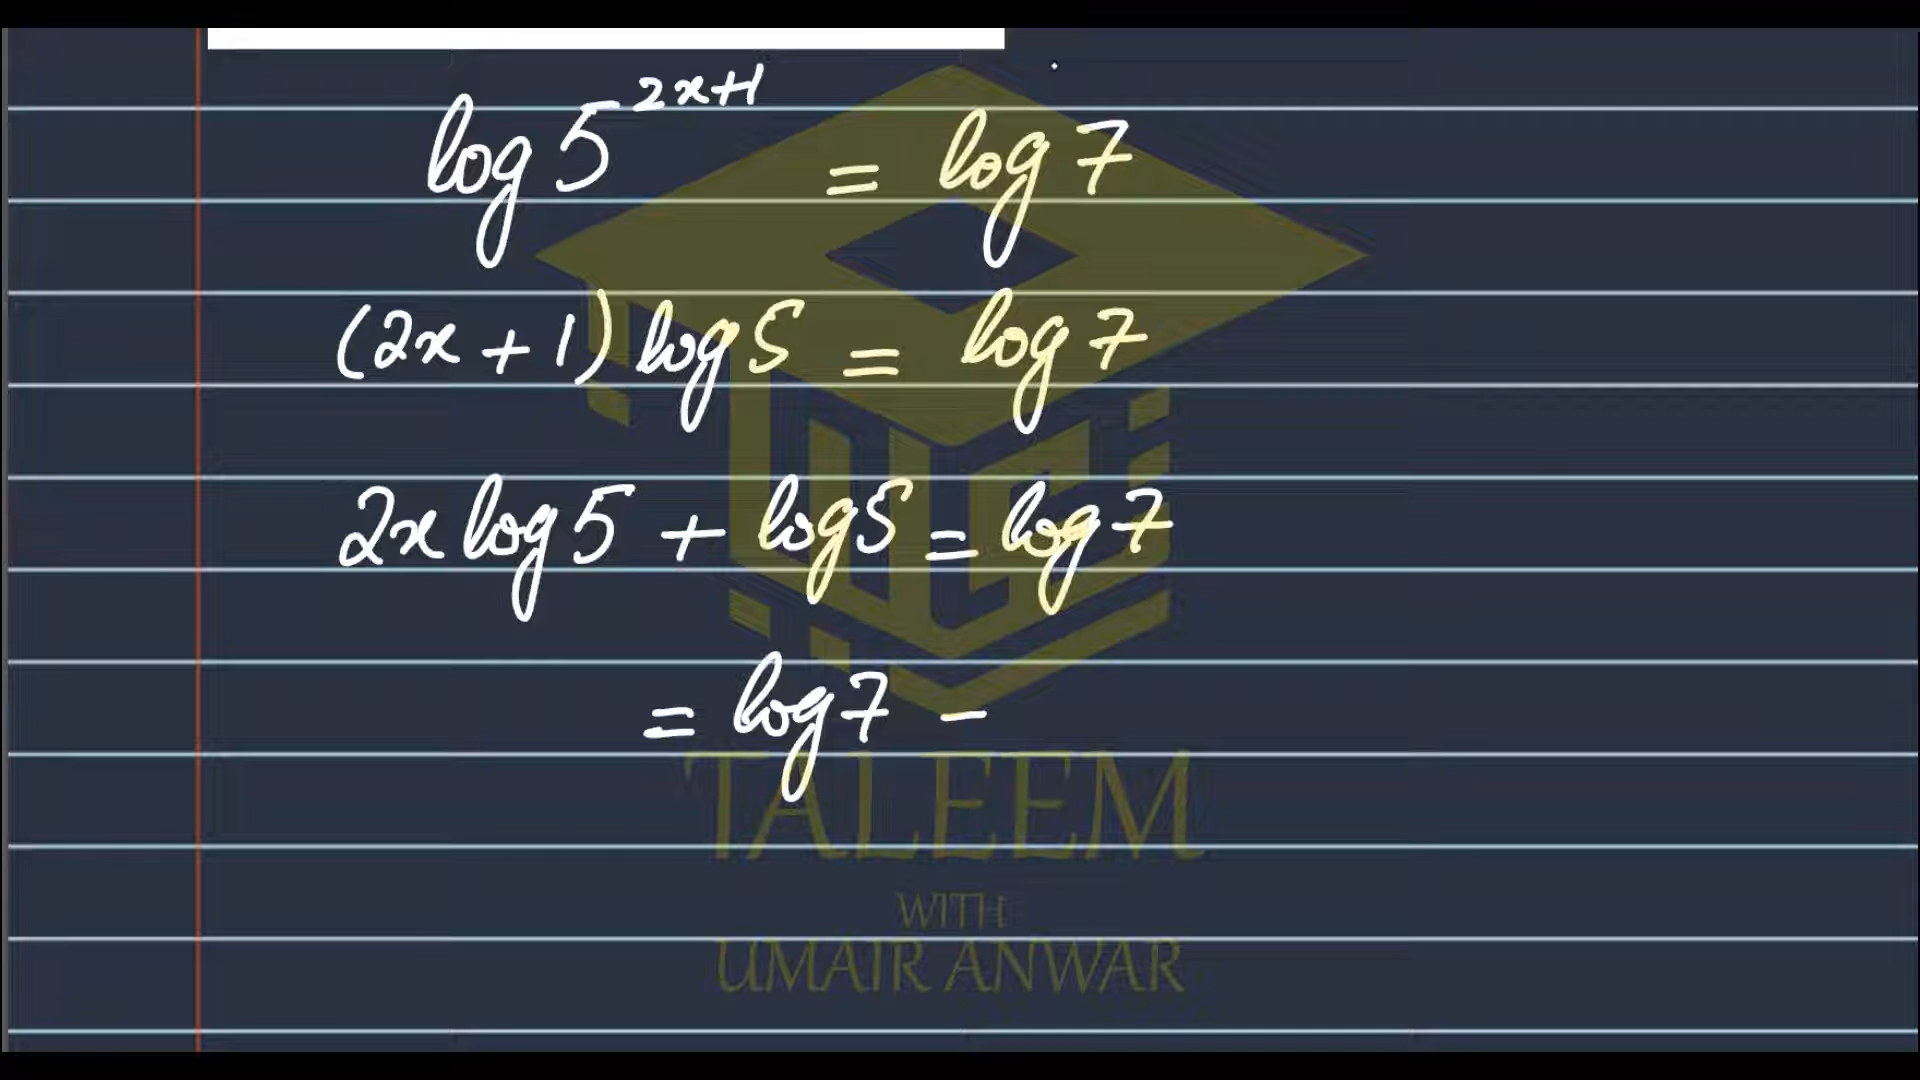 log 5^{2x+1} = log 7
(2x + 1) log 5 = log 7
2x log 5 + log 5 = log 7
= log 7 -
TALEEM
WITH
UMAIR ANWAR